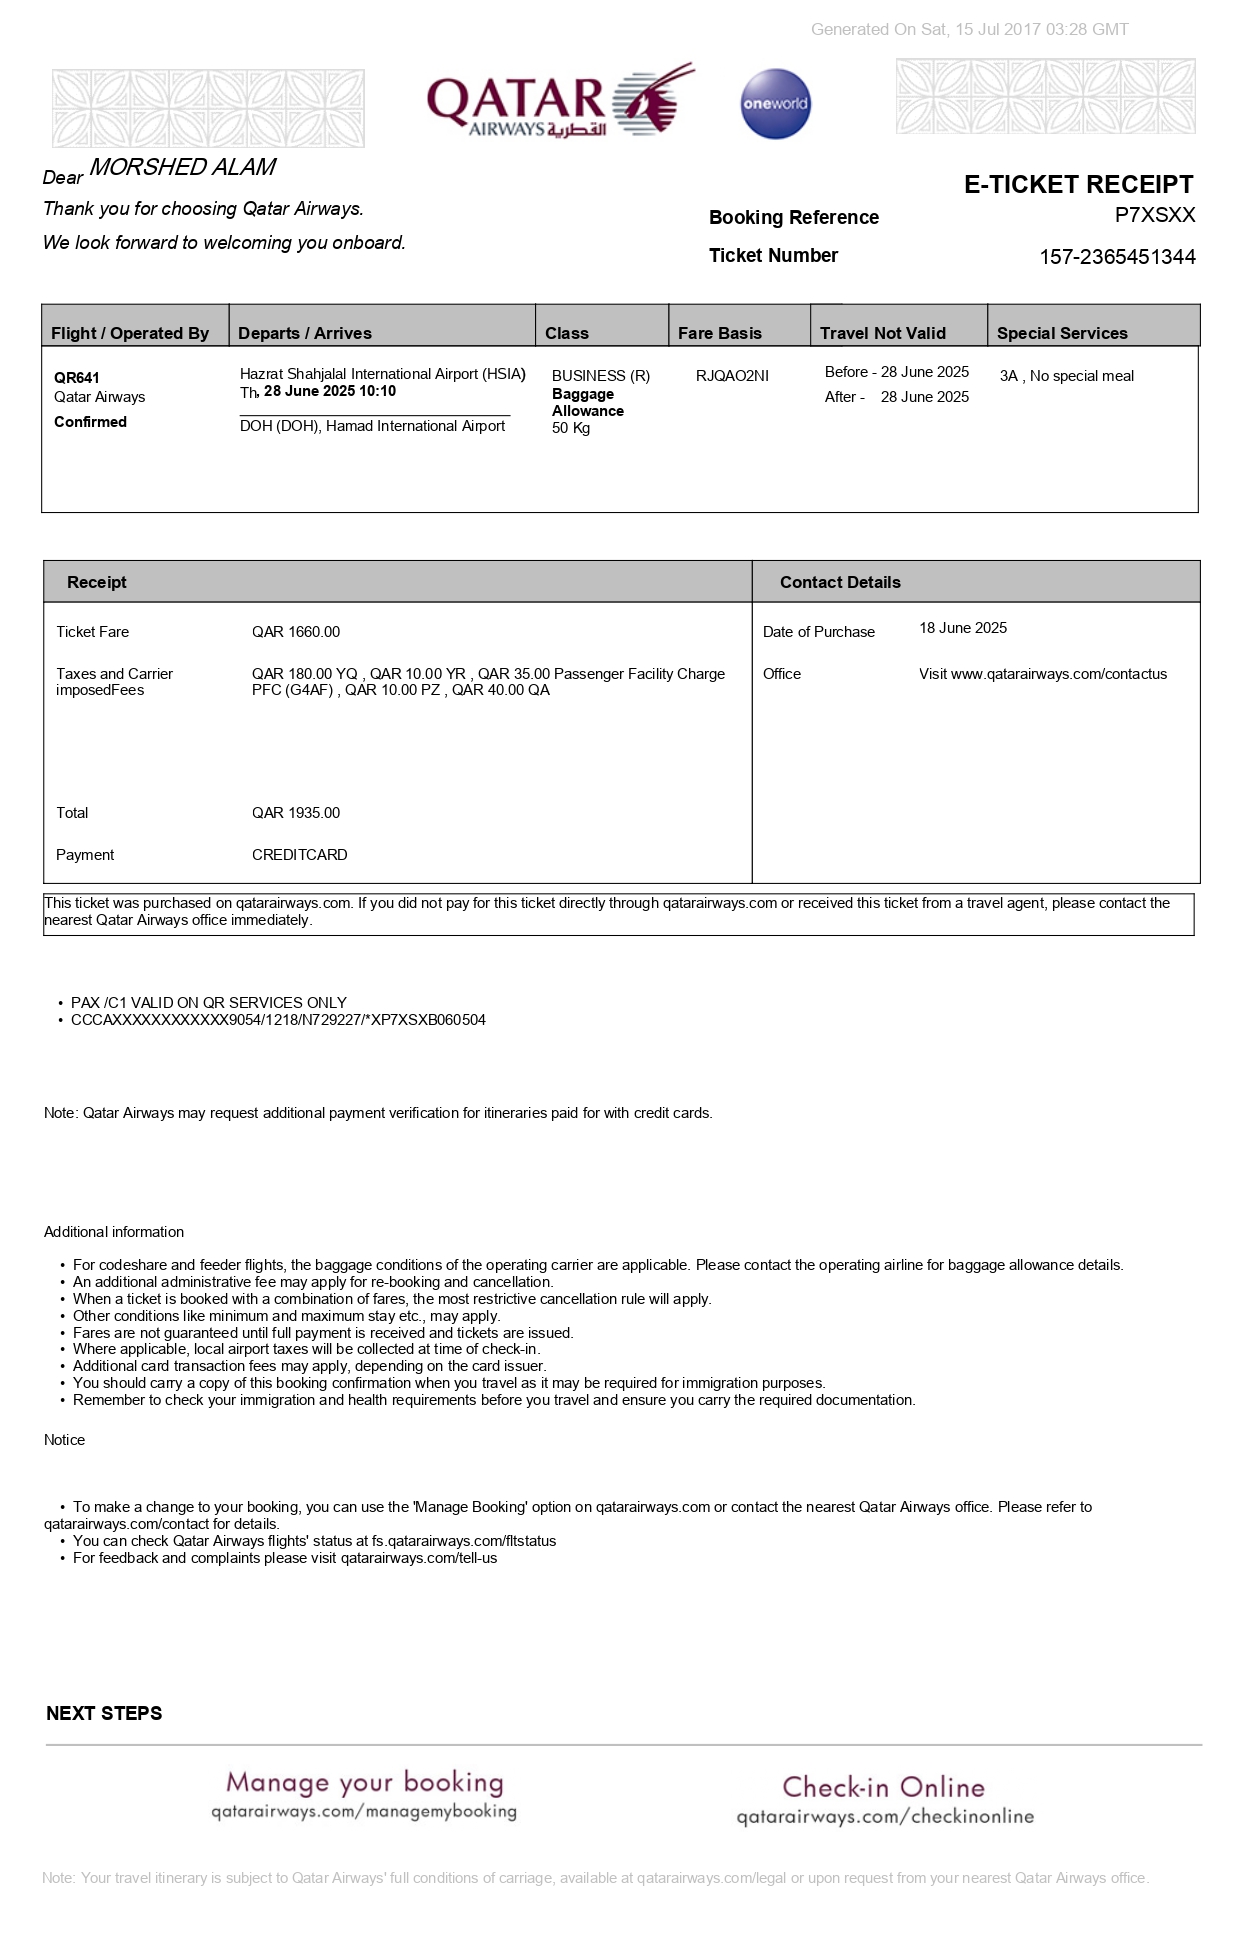 Generated On Sat, 15 Jul 2017 03:28 GMT
QATAR
AIRWAYS القطرية
oneworld
Dear MORSHED ALAM
Thank you for choosing Qatar Airways.
We look forward to welcoming you onboard.
E-TICKET RECEIPT
Booking Reference P7XSXX
Ticket Number 157-2365451344
Flight / Operated By Departs / Arrives Class Fare Basis Travel Not Valid Special Services
QR641 Hazrat Shahjalal International Airport (HSIA) BUSINESS (R) RJQAO2NI Before - 28 June 2025 3A , No special meal
Qatar Airways Th, 28 June 2025 10:10 Baggage After - 28 June 2025
Allowance
Confirmed DOH (DOH), Hamad International Airport 50 Kg
Receipt Contact Details
Ticket Fare QAR 1660.00 Date of Purchase 18 June 2025
Taxes and Carrier QAR 180.00 YQ , QAR 10.00 YR , QAR 35.00 Passenger Facility Charge Office Visit www.qatarairways.com/contactus
imposedFees PFC (G4AF) , QAR 10.00 PZ , QAR 40.00 QA
Total QAR 1935.00
Payment CREDITCARD
This ticket was purchased on qatarairways.com. If you did not pay for this ticket directly through qatarairways.com or received this ticket from a travel agent, please contact the
nearest Qatar Airways office immediately.
• PAX /C1 VALID ON QR SERVICES ONLY
• CCCAXXXXXXXXXXXX9054/1218/N729227/*XP7XSXB060504
Note: Qatar Airways may request additional payment verification for itineraries paid for with credit cards.
Additional information
• For codeshare and feeder flights, the baggage conditions of the operating carrier are applicable. Please contact the operating airline for baggage allowance details.
• An additional administrative fee may apply for re-booking and cancellation.
• When a ticket is booked with a combination of fares, the most restrictive cancellation rule will apply.
• Other conditions like minimum and maximum stay etc., may apply.
• Fares are not guaranteed until full payment is received and tickets are issued.
• Where applicable, local airport taxes will be collected at time of check-in.
• Additional card transaction fees may apply, depending on the card issuer.
• You should carry a copy of this booking confirmation when you travel as it may be required for immigration purposes.
• Remember to check your immigration and health requirements before you travel and ensure you carry the required documentation.
Notice
• To make a change to your booking, you can use the 'Manage Booking' option on qatarairways.com or contact the nearest Qatar Airways office. Please refer to
qatarairways.com/contact for details.
• You can check Qatar Airways flights' status at fs.qatarairways.com/fltstatus
• For feedback and complaints please visit qatarairways.com/tell-us
NEXT STEPS
Manage your booking
qatarairways.com/managemybooking
Check-in Online
qatarairways.com/checkinonline
Note: Your travel itinerary is subject to Qatar Airways' full conditions of carriage, available at qatarairways.com/legal or upon request from your nearest Qatar Airways office.